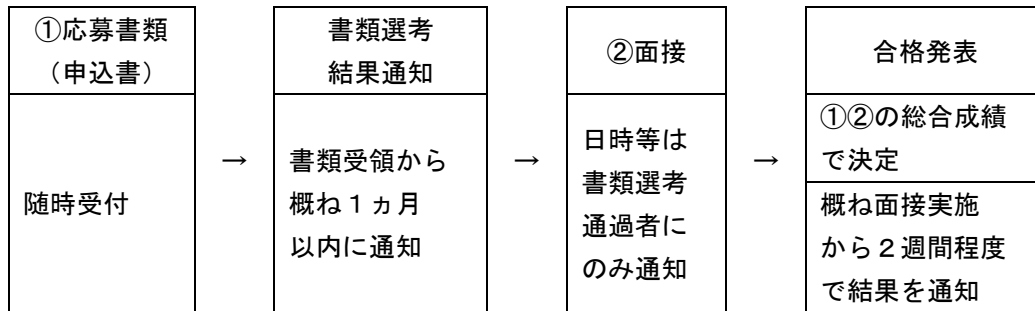 ①応募書類
（申込書）
随時受付
→
書類選考
結果通知
書類受領から
概ね１ヵ月
以内に通知
→
②面接
日時等は
書類選考
通過者に
のみ通知
→
合格発表
①②の総合成績
で決定
概ね面接実施
から２週間程度
で結果を通知